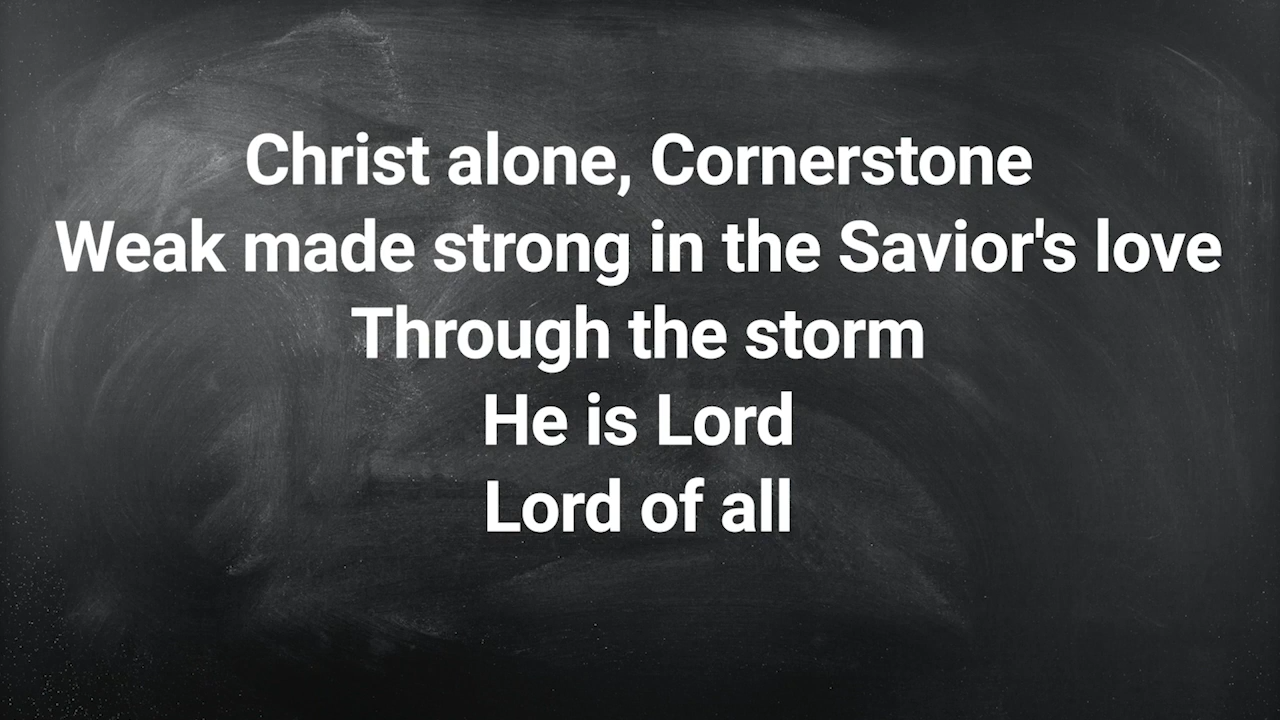 Christ alone, Cornerstone
Weak made strong in the Savior's love
Through the storm
He is Lord
Lord of all